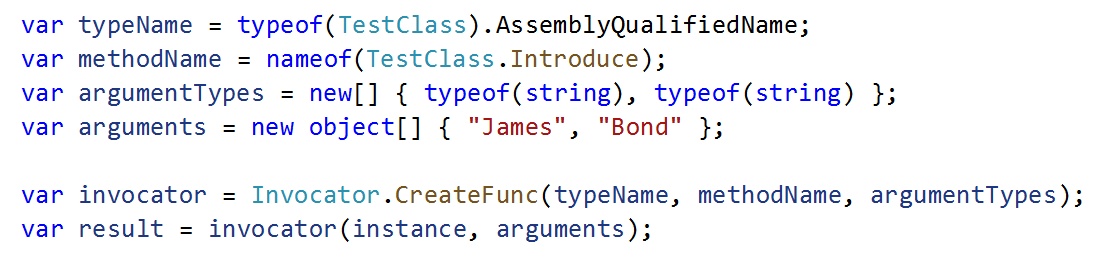 var typeName = typeof(TestClass).AssemblyQualifiedName;
var methodName = nameof(TestClass.Introduce);
var argumentTypes = new[] { typeof(string), typeof(string) };
var arguments = new object[] { "James", "Bond" };
var invocator = Invocator.CreateFunc(typeName, methodName, argumentTypes);
var result = invocator(instance, arguments);